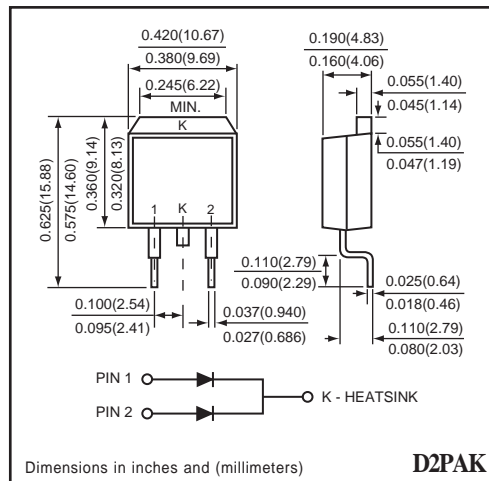 0.420(10.67)
0.380(9.69)
0.245(6.22)
MIN.
K
0.625(15.88)
0.575(14.60)
0.360(9.14)
0.320(8.13)
1 K 2
0.100(2.54)
0.095(2.41)
0.037(0.940)
0.027(0.686)
0.190(4.83)
0.160(4.06)
0.055(1.40)
0.045(1.14)
0.055(1.40)
0.047(1.19)
0.110(2.79)
0.090(2.29)
0.025(0.64)
0.018(0.46)
0.110(2.79)
0.080(2.03)
PIN 1
PIN 2
K - HEATSINK
Dimensions in inches and (millimeters)
D2PAK